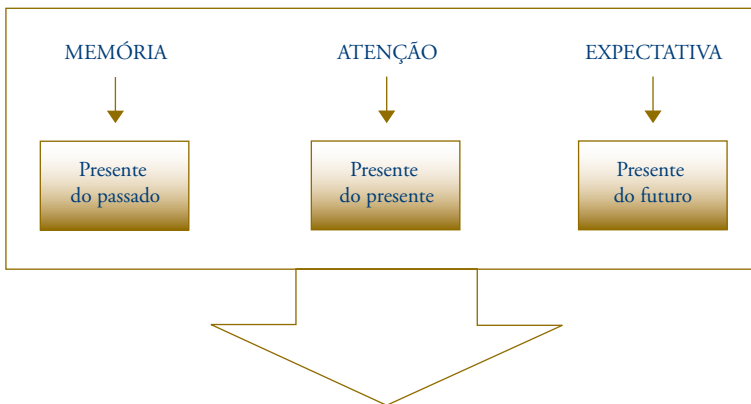 MEMÓRIA
ATENÇÃO
EXPECTATIVA
Presente
do passado
Presente
do presente
Presente
do futuro